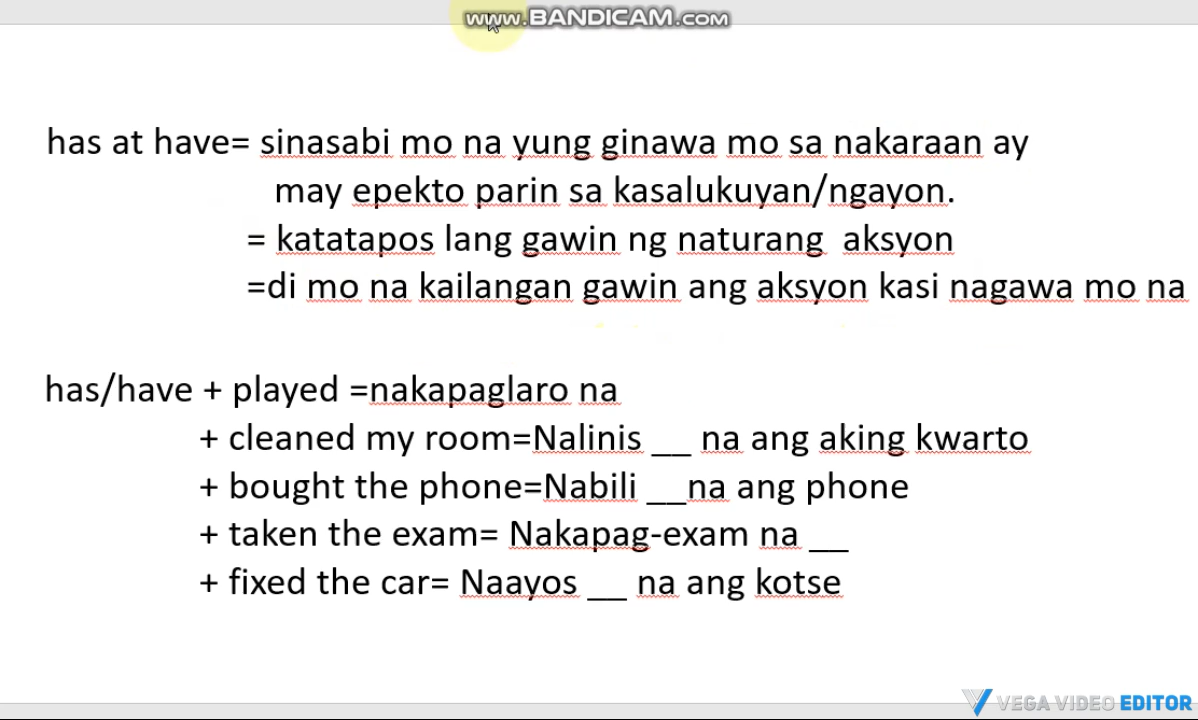 www.BANDICAM.COM
has at have= sinasabi mo na yung ginawa mo sa nakaraan ay
may epekto parin sa kasalukuyan/ngayon.
= katatapos lang gawin ng naturang aksyon
=di mo na kailangan gawin ang aksyon kasi nagawa mo na
has/have + played =nakapaglaro na
+ cleaned my room=Nalinis __ na ang aking kwarto
+ bought the phone=Nabili __na ang phone
+ taken the exam= Nakapag-exam na __
+ fixed the car= Naayos __ na ang kotse
VEGA VIDEO EDITOR